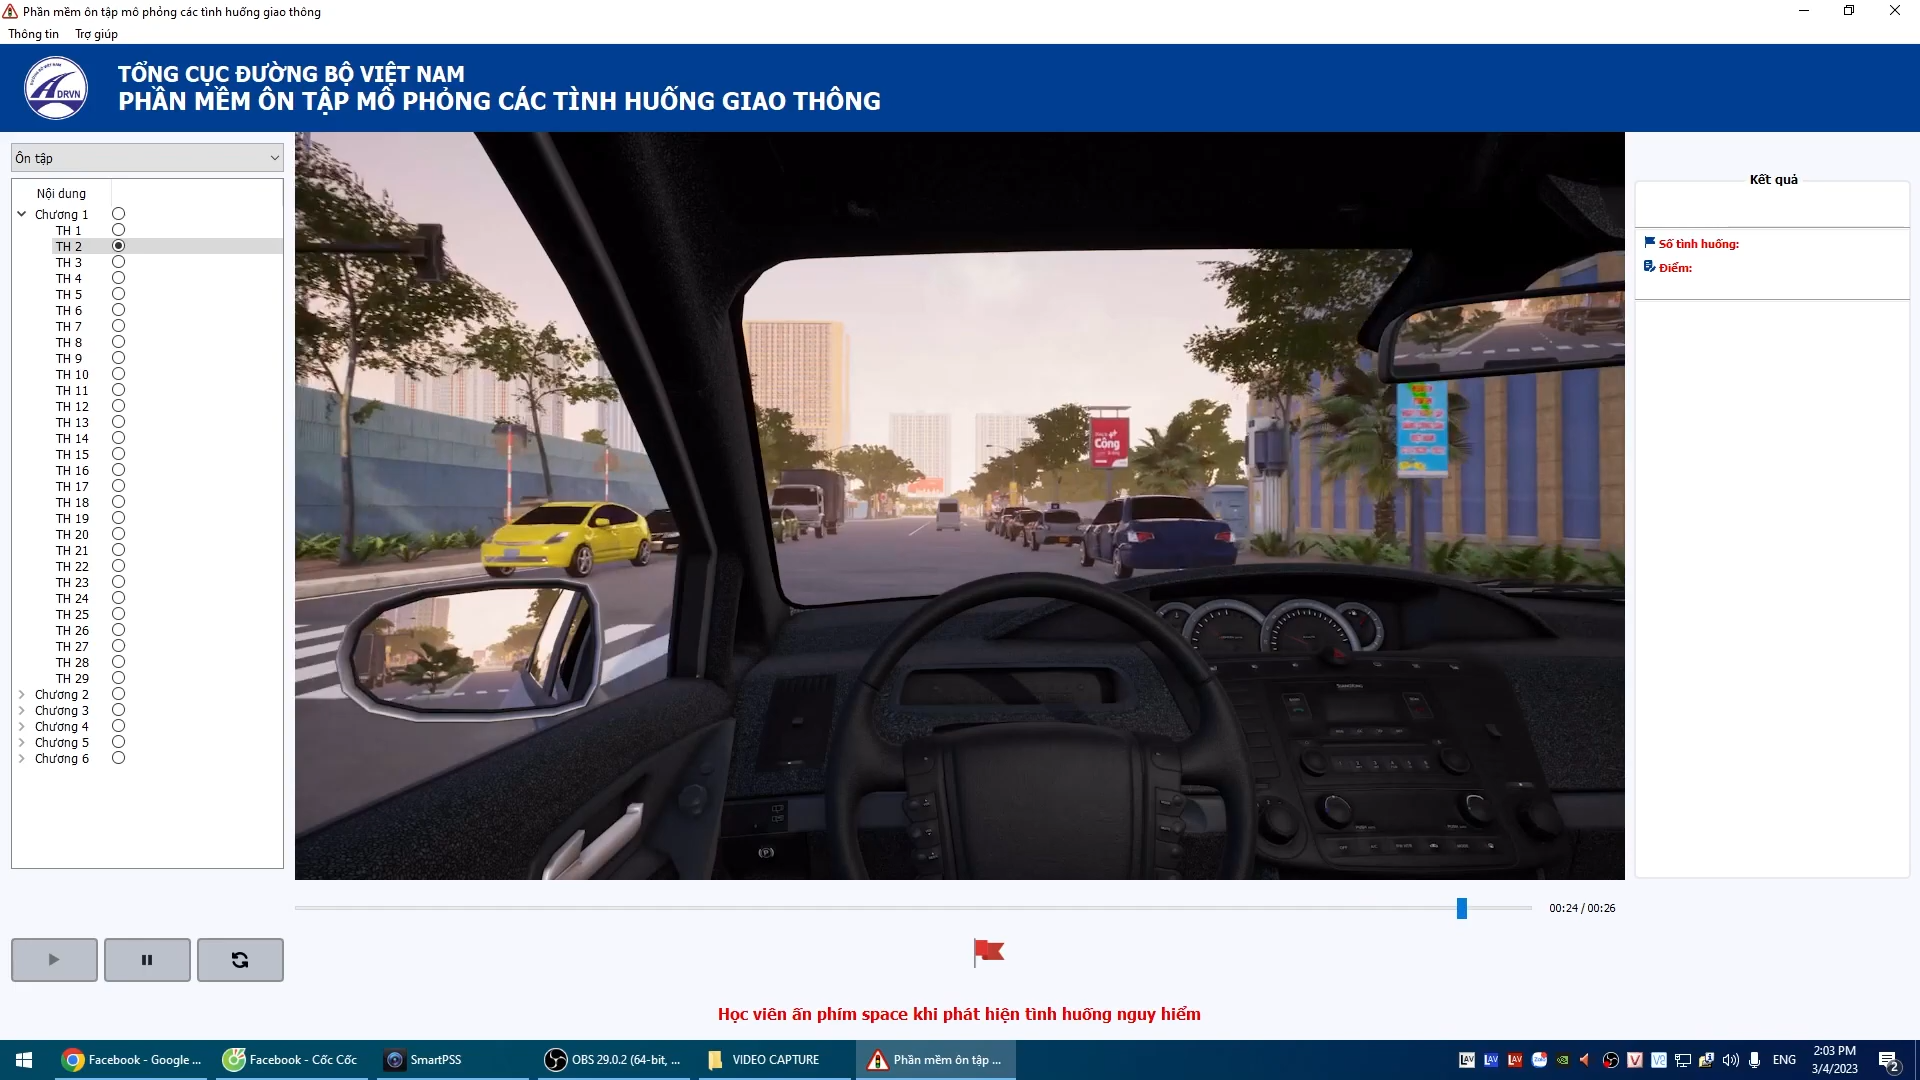 Phần mềm ôn tập mô phỏng các tình huống giao thông
Thông tin Trợ giúp
ADRVN
TỔNG CỤC ĐƯỜNG BỘ VIỆT NAM
PHẦN MỀM ÔN TẬP MÔ PHỎNG CÁC TÌNH HUỐNG GIAO THÔNG
Ôn tập
Nội dung
Chương 1
TH 1
TH 2
TH 3
TH 4
TH 5
TH 6
TH 7
TH 8
TH 9
TH 10
TH 11
TH 12
TH 13
TH 14
TH 15
TH 16
TH 17
TH 18
TH 19
TH 20
TH 21
TH 22
TH 23
TH 24
TH 25
TH 26
TH 27
TH 28
TH 29
Chương 2
Chương 3
Chương 4
Chương 5
Chương 6
Công
Kết quả
Số tình huống:
Điểm:
00:24 / 00:26
Học viên ấn phím space khi phát hiện tình huống nguy hiểm
Facebook - Google ...
Facebook - Cốc Cốc
SmartPSS
OBS 29.0.2 (64-bit, ...
VIDEO CAPTURE
Phần mềm ôn tập ...
LAV LAV LAV
ENG
2:03 PM
3/4/2023
2